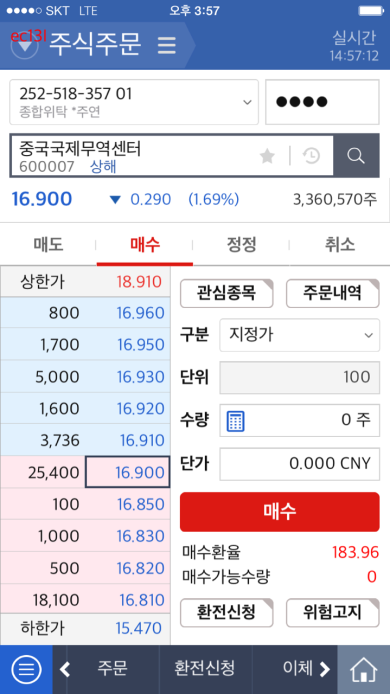 SKT LTE 오후 3:57
ec131
주식주문
실시간
14:57:12
252-518-357 01
종합위탁 *주연
중국국제무역센터
600007 상해
16.900 ▼ 0.290 (1.69%) 3,360,570주
매도 매수 정정 취소
상한가 18.910
800 16.960
1,700 16.950
5,000 16.930
1,600 16.920
3,736 16.910
25,400 16.900
100 16.850
1,000 16.830
500 16.820
18,100 16.810
하한가 15.470
관심종목 주문내역
구분 지정가
단위 100
수량 0 주
단가 0.000 CNY
매수
매수환율 183.96
매수가능수량 0
환전신청 위험고지
주문 환전신청 이체